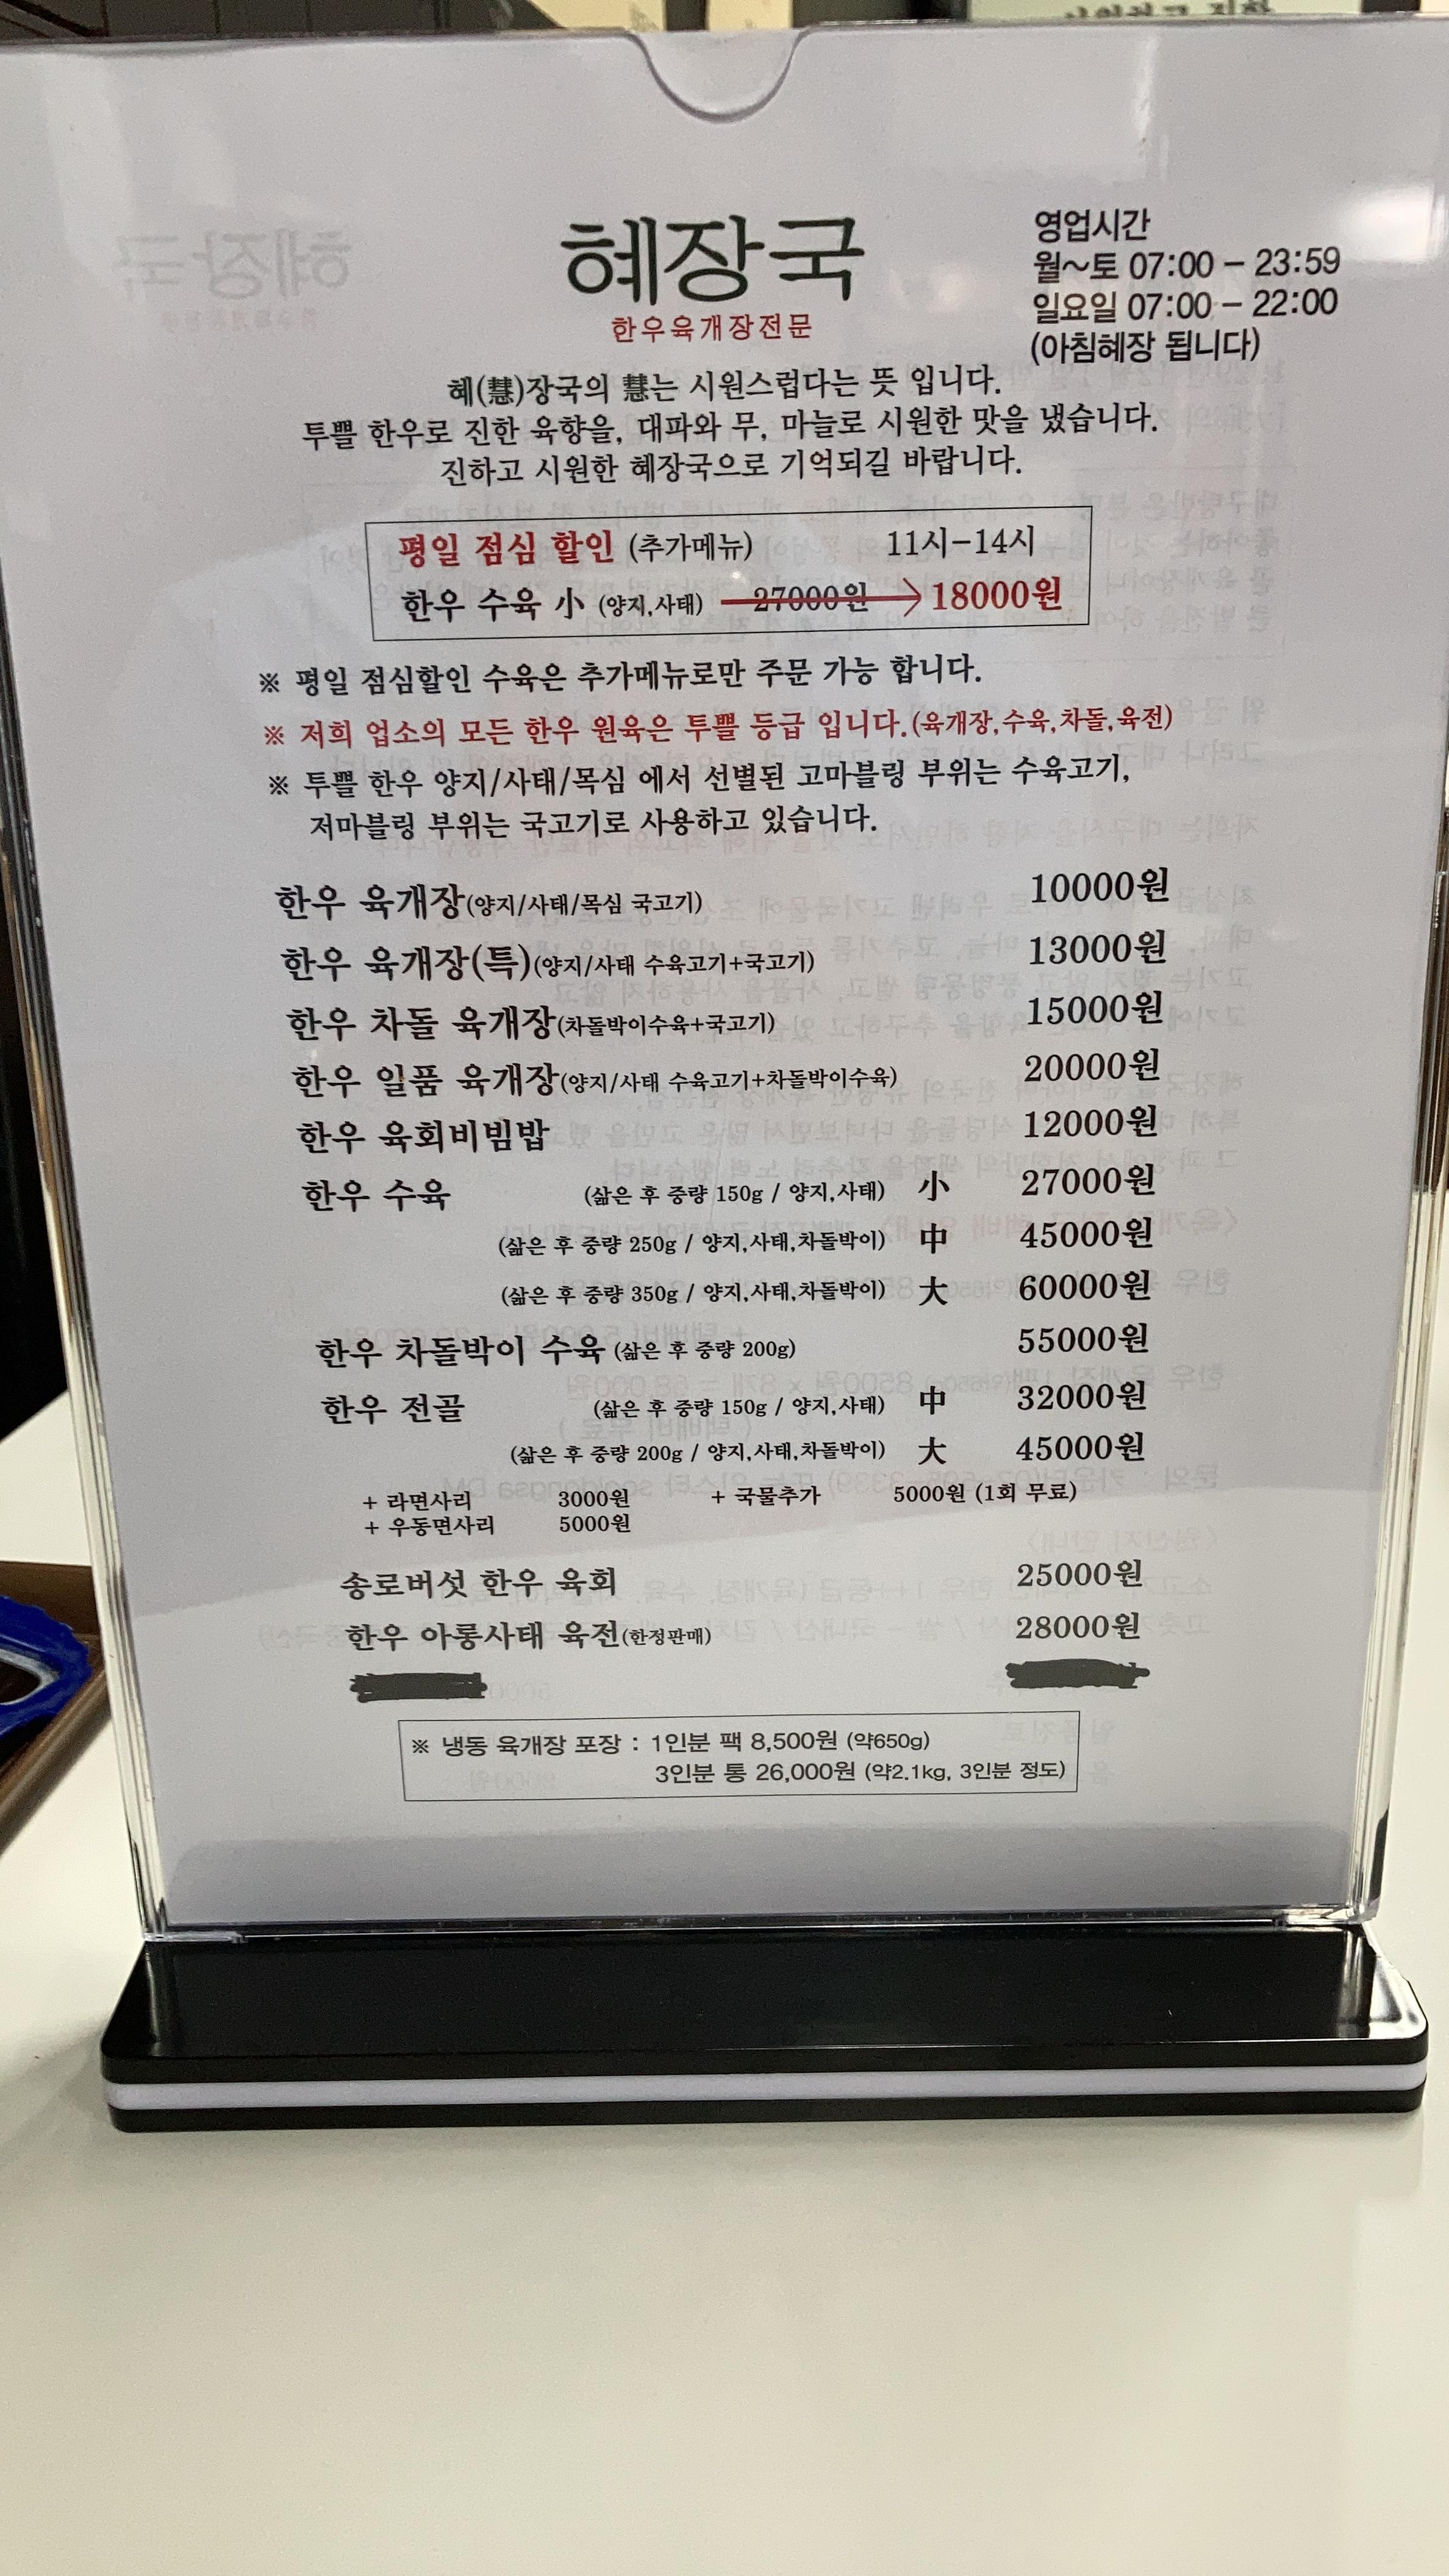 혜장국
한우육개장전문
영업시간
월~토 07:00 - 23:59
일요일 07:00 - 22:00
(아침혜장 됩니다)
혜(慧)장국의 慧는 시원스럽다는 뜻 입니다.
투쁠 한우로 진한 육향을, 대파와 무, 마늘로 시원한 맛을 냈습니다.
진하고 시원한 혜장국으로 기억되길 바랍니다.
평일 점심 할인 (추가메뉴) 11시-14시
한우 수육 小 (양지,사태) 27000원 → 18000원
※ 평일 점심할인 수육은 추가메뉴로만 주문 가능 합니다.
※ 저희 업소의 모든 한우 원육은 투쁠 등급 입니다.(육개장,수육,차돌,육전)
※ 투쁠 한우 양지/사태/목심 에서 선별된 고마블링 부위는 수육고기,
저마블링 부위는 국고기로 사용하고 있습니다.
한우 육개장(양지/사태/목심 국고기) 10000원
한우 육개장(특)(양지/사태 수육고기+국고기) 13000원
한우 차돌 육개장(차돌박이수육+국고기) 15000원
한우 일품 육개장(양지/사태 수육고기+차돌박이수육) 20000원
한우 육회비빔밥 12000원
한우 수육 (삶은 후 중량 150g / 양지,사태) 小 27000원
(삶은 후 중량 250g / 양지,사태,차돌박이) 中 45000원
(삶은 후 중량 350g / 양지,사태,차돌박이) 大 60000원
한우 차돌박이 수육 (삶은 후 중량 200g) 55000원
한우 전골 (삶은 후 중량 150g / 양지,사태) 中 32000원
(삶은 후 중량 200g / 양지,사태,차돌박이) 大 45000원
+ 라면사리 3000원 + 국물추가 5000원 (1회 무료)
+ 우동면사리 5000원
송로버섯 한우 육회 25000원
한우 아롱사태 육전(한정판매) 28000원
※ 냉동 육개장 포장 : 1인분 팩 8,500원 (약650g)
3인분 통 26,000원 (약2.1kg, 3인분 정도)